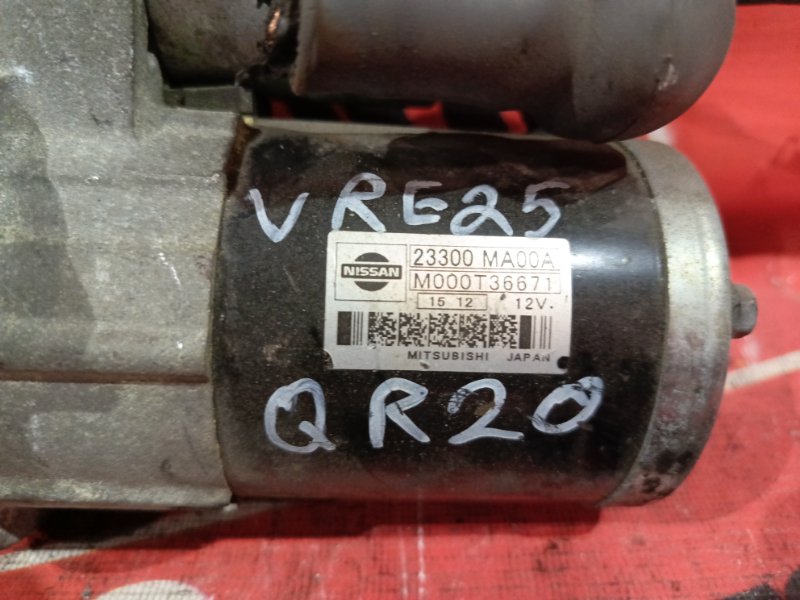 VRE25
NISSAN
23300 MA00A
M000T36671
15 12 12V.
MITSUBISHI JAPAN
QR20